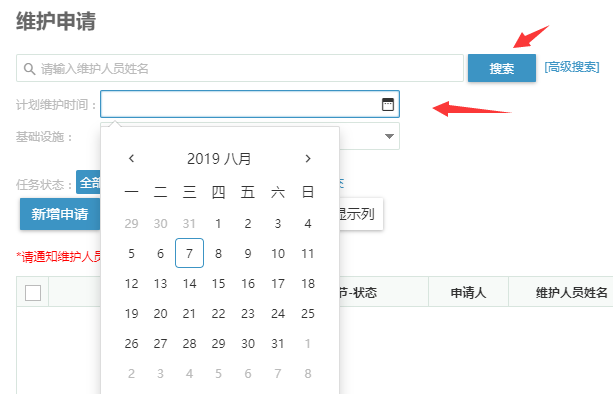 维护申请
请输入维护人员姓名 搜索 [高级搜索]
计划维护时间：
基础设施：
2019 八月
一 二 三 四 五 六 日
任务状态： 全部
29 30 31 1 2 3 4
新增申请 显示列
5 6 7 8 9 10 11
*请通知维护人员
12 13 14 15 16 17 18
节-状态 申请人 维护人员姓名
19 20 21 22 23 24 25
26 27 28 29 30 31 1
2 3 4 5 6 7 8